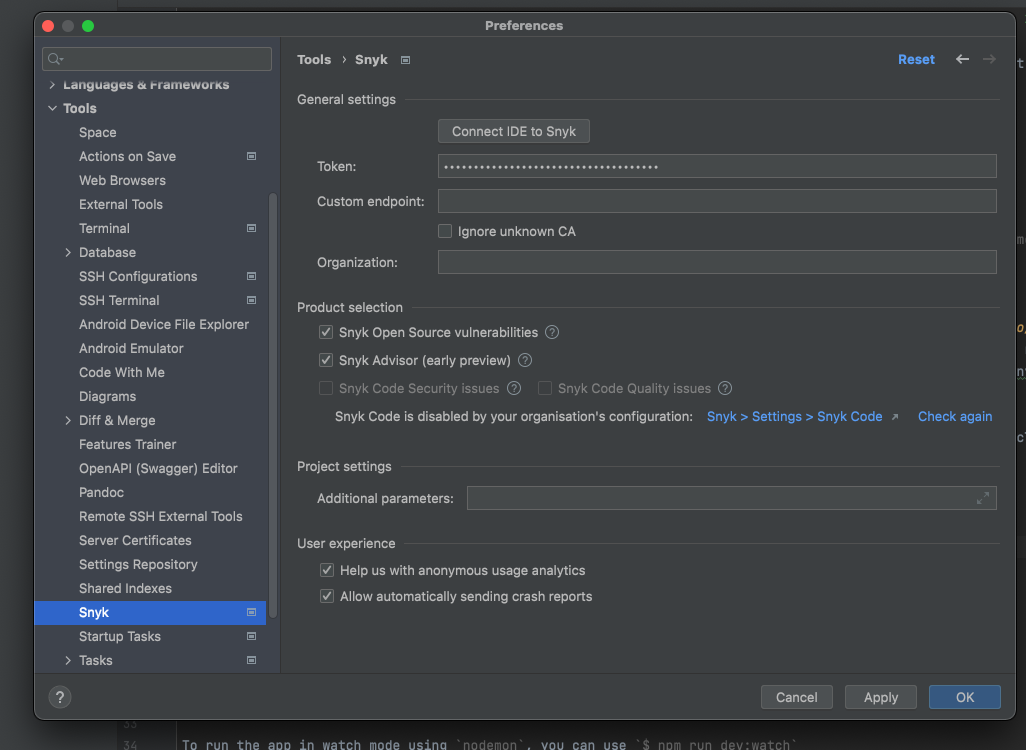 Preferences
Languages & Frameworks
Tools
Space
Actions on Save
Web Browsers
External Tools
Terminal
Database
SSH Configurations
SSH Terminal
Android Device File Explorer
Android Emulator
Code With Me
Diagrams
Diff & Merge
Features Trainer
OpenAPI (Swagger) Editor
Pandoc
Remote SSH External Tools
Server Certificates
Settings Repository
Shared Indexes
Snyk
Startup Tasks
Tasks
Tools › Snyk
Reset
General settings
Connect IDE to Snyk
Token: ••••••••••••••••••••••••••••••••••••
Custom endpoint:
Ignore unknown CA
Organization:
Product selection
Snyk Open Source vulnerabilities ?
Snyk Advisor (early preview) ?
Snyk Code Security issues ? Snyk Code Quality issues ?
Snyk Code is disabled by your organisation's configuration: Snyk > Settings > Snyk Code ↗ Check again
Project settings
Additional parameters:
User experience
Help us with anonymous usage analytics
Allow automatically sending crash reports
? Cancel Apply OK
33
34 To run the app in watch mode using `nodemon`, you can use `$ npm run dev:watch`